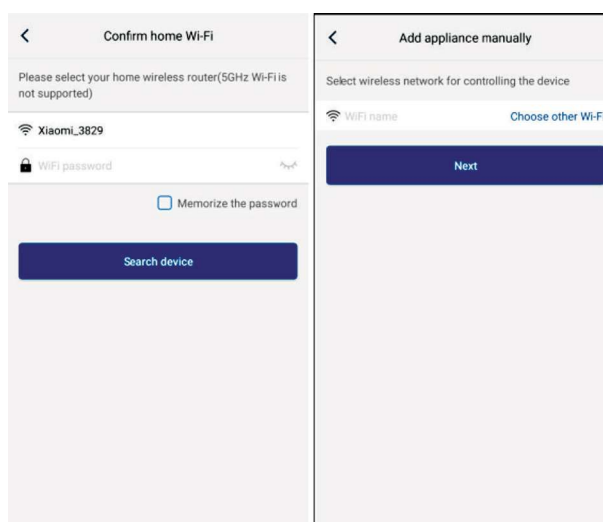 Confirm home Wi-Fi
Please select your home wireless router(5GHz Wi-Fi is
not supported)
Xiaomi_3829
WiFi password
Memorize the password
Search device
Add appliance manually
Select wireless network for controlling the device
WiFi name
Choose other Wi-F
Next